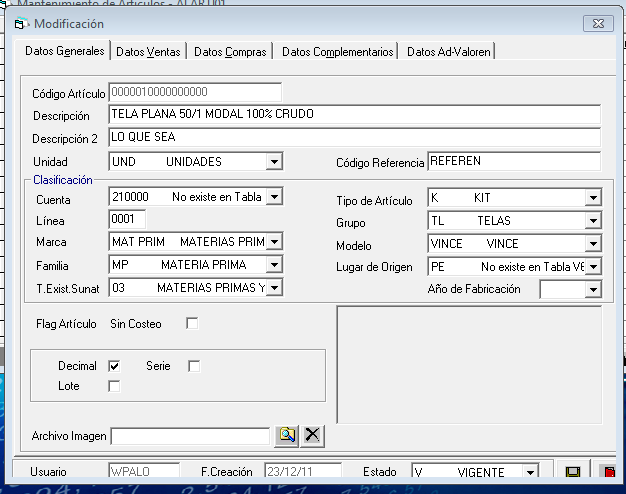 Mantenimiento de Artículos - ALART001
Modificación
Datos Generales Datos Ventas Datos Compras Datos Complementarios Datos Ad-Valoren
Código Artículo 0000010000000000
Descripción TELA PLANA 50/1 MODAL 100% CRUDO
Descripción 2 LO QUE SEA
Unidad UND UNIDADES Código Referencia REFEREN
Clasificación
Cuenta 210000 No existe en Tabla Tipo de Artículo K KIT
Línea 0001 Grupo TL TELAS
Marca MAT PRIM MATERIAS PRIM Modelo VINCE VINCE
Familia MP MATERIA PRIMA Lugar de Origen PE No existe en Tabla V6
T.Exist.Sunat 03 MATERIAS PRIMAS Y Año de Fabricación
Flag Artículo Sin Costeo
Decimal Serie
Lote
Archivo Imagen
Usuario WPALO F.Creación 23/12/11 Estado V VIGENTE